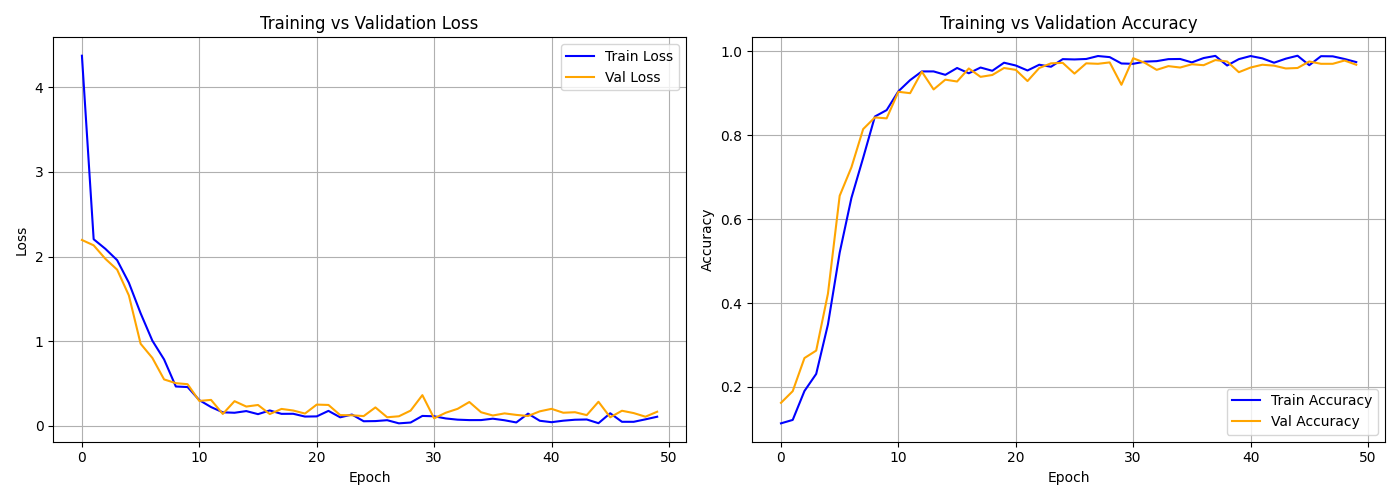 Training vs Validation Loss
Train Loss
Val Loss
4
3
2
1
0
Loss
0 10 20 30 40 50
Epoch
Training vs Validation Accuracy
1.0
0.8
0.6
0.4
0.2
Accuracy
Train Accuracy
Val Accuracy
0 10 20 30 40 50
Epoch